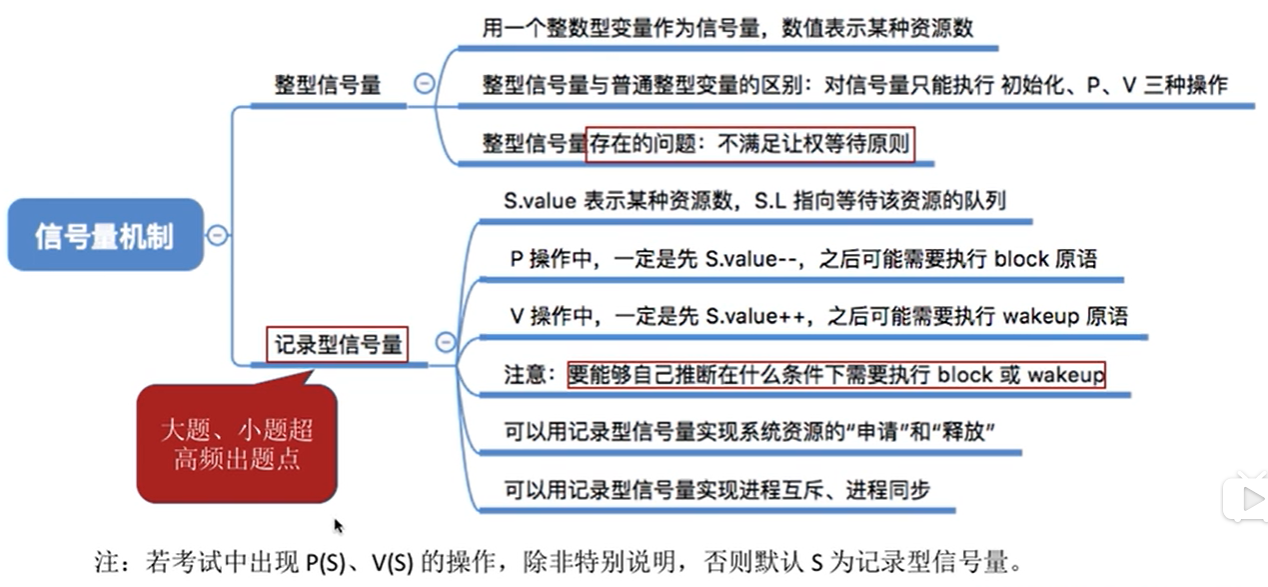 用一个整数型变量作为信号量，数值表示某种资源数
整型信号量
整型信号量与普通整型变量的区别：对信号量只能执行 初始化、P、V 三种操作
整型信号量存在的问题：不满足让权等待原则
信号量机制
S.value 表示某种资源数，S.L 指向等待该资源的队列
P 操作中，一定是先 S.value--，之后可能需要执行 block 原语
V 操作中，一定是先 S.value++，之后可能需要执行 wakeup 原语
记录型信号量
注意：要能够自己推断在什么条件下需要执行 block 或 wakeup
大题、小题超
高频出题点
可以用记录型信号量实现系统资源的“申请”和“释放”
可以用记录型信号量实现进程互斥、进程同步
注：若考试中出现 P(S)、V(S) 的操作，除非特别说明，否则默认 S 为记录型信号量。